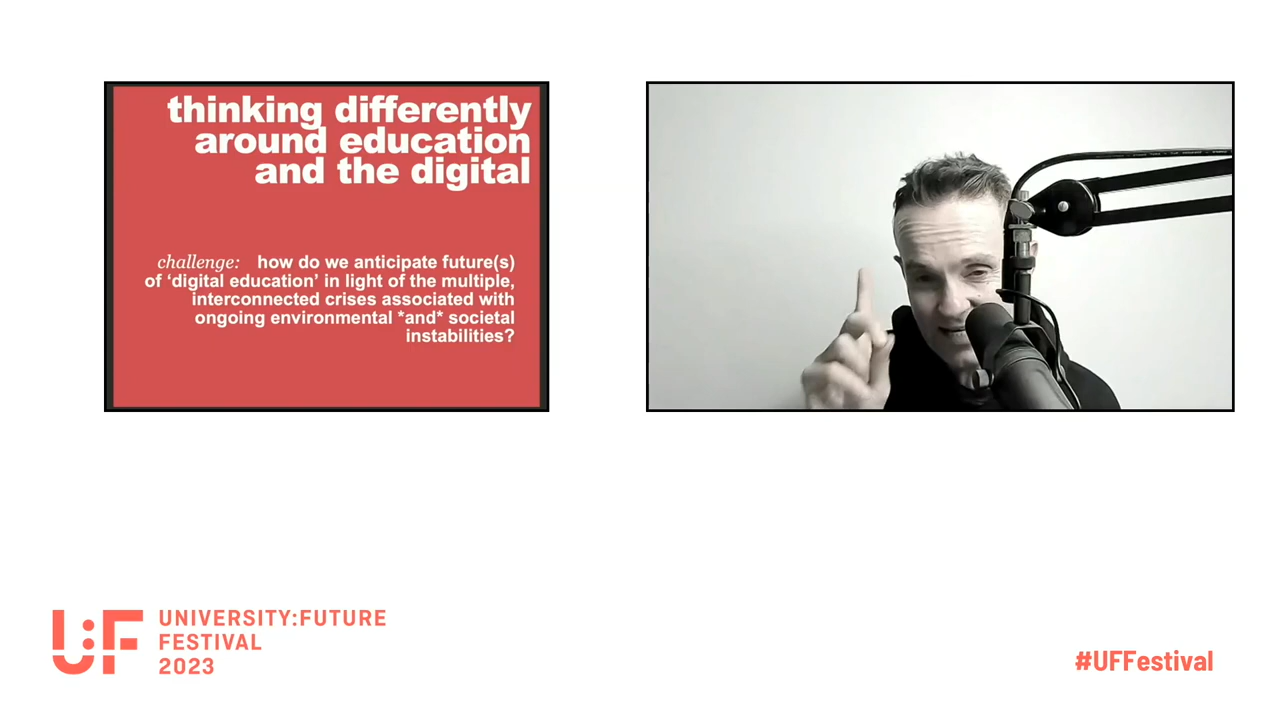 thinking differently
around education
and the digital
challenge: how do we anticipate future(s)
of ‘digital education’ in light of the multiple,
interconnected crises associated with
ongoing environmental *and* societal
instabilities?
U:F
UNIVERSITY:FUTURE
FESTIVAL
2023
#UFFestival